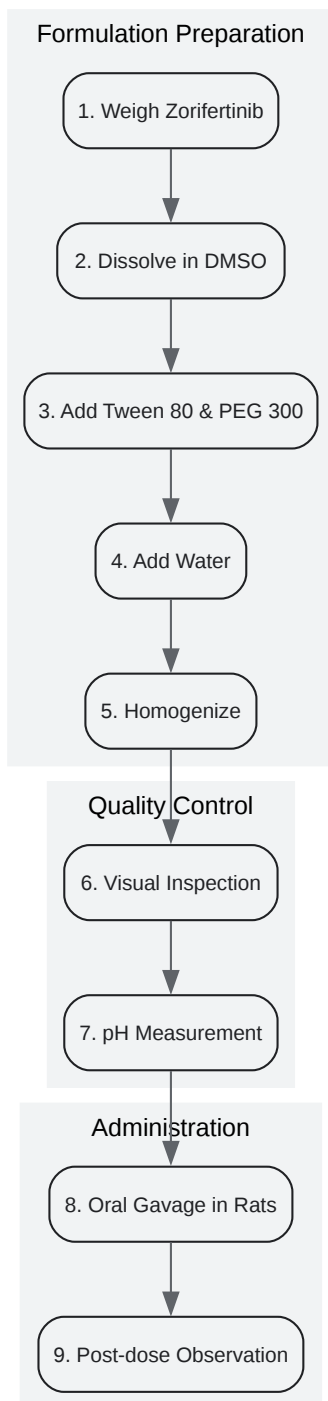 Formulation Preparation
1. Weigh Zorifertinib
2. Dissolve in DMSO
3. Add Tween 80 & PEG 300
4. Add Water
5. Homogenize
Quality Control
6. Visual Inspection
7. pH Measurement
Administration
8. Oral Gavage in Rats
9. Post-dose Observation